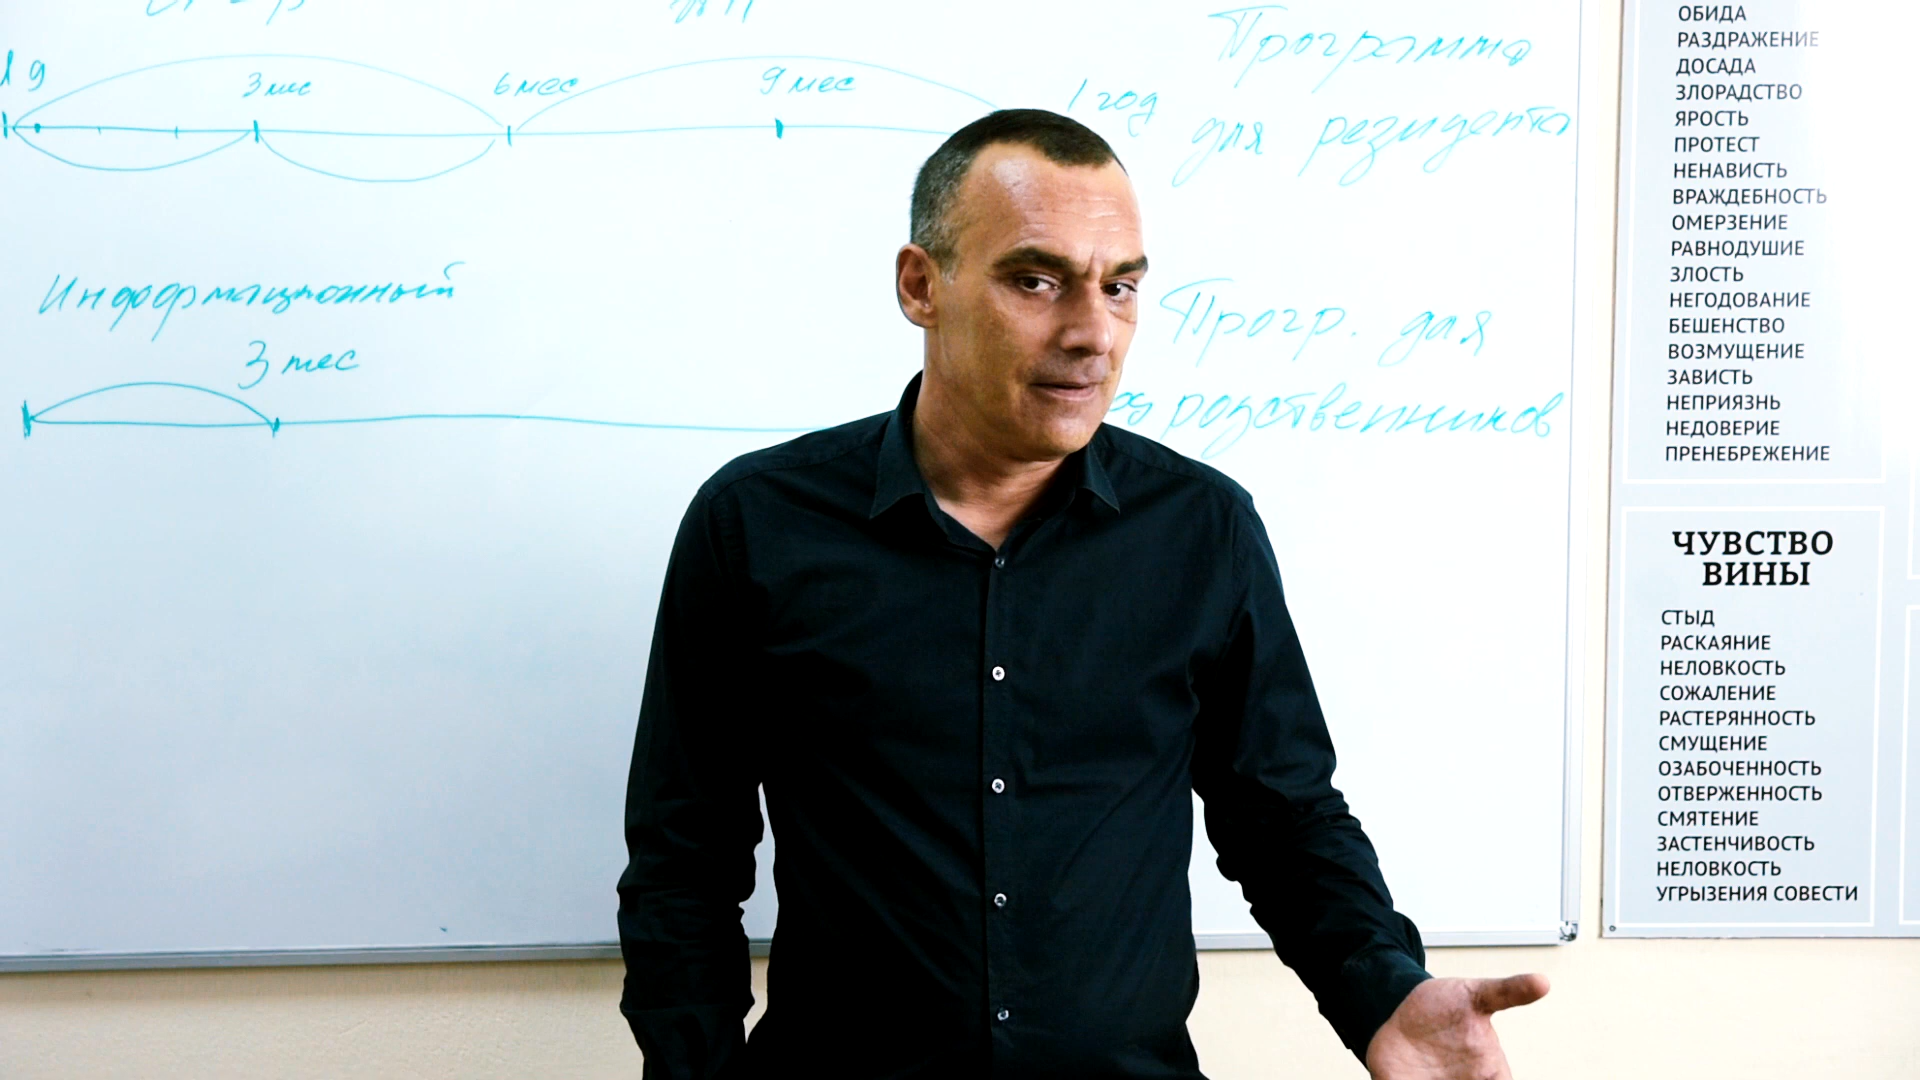 1 9
3 мес
6 мес
9 мес
1 год
Программа
для резидента
Информационный
3 мес
Прогр. для
родственников
ОБИДА
РАЗДРАЖЕНИЕ
ДОСАДА
ЗЛОРАДСТВО
ЯРОСТЬ
ПРОТЕСТ
НЕНАВИСТЬ
ВРАЖДЕБНОСТЬ
ОМЕРЗЕНИЕ
РАВНОДУШИЕ
ЗЛОСТЬ
НЕГОДОВАНИЕ
БЕШЕНСТВО
ВОЗМУЩЕНИЕ
ЗАВИСТЬ
НЕПРИЯЗНЬ
НЕДОВЕРИЕ
ПРЕНЕБРЕЖЕНИЕ
ЧУВСТВО
ВИНЫ
СТЫД
РАСКАЯНИЕ
НЕЛОВКОСТЬ
СОЖАЛЕНИЕ
РАСТЕРЯННОСТЬ
СМУЩЕНИЕ
ОЗАБОЧЕННОСТЬ
ОТВЕРЖЕННОСТЬ
СМЯТЕНИЕ
ЗАСТЕНЧИВОСТЬ
НЕЛОВКОСТЬ
УГРЫЗЕНИЯ СОВЕСТИ